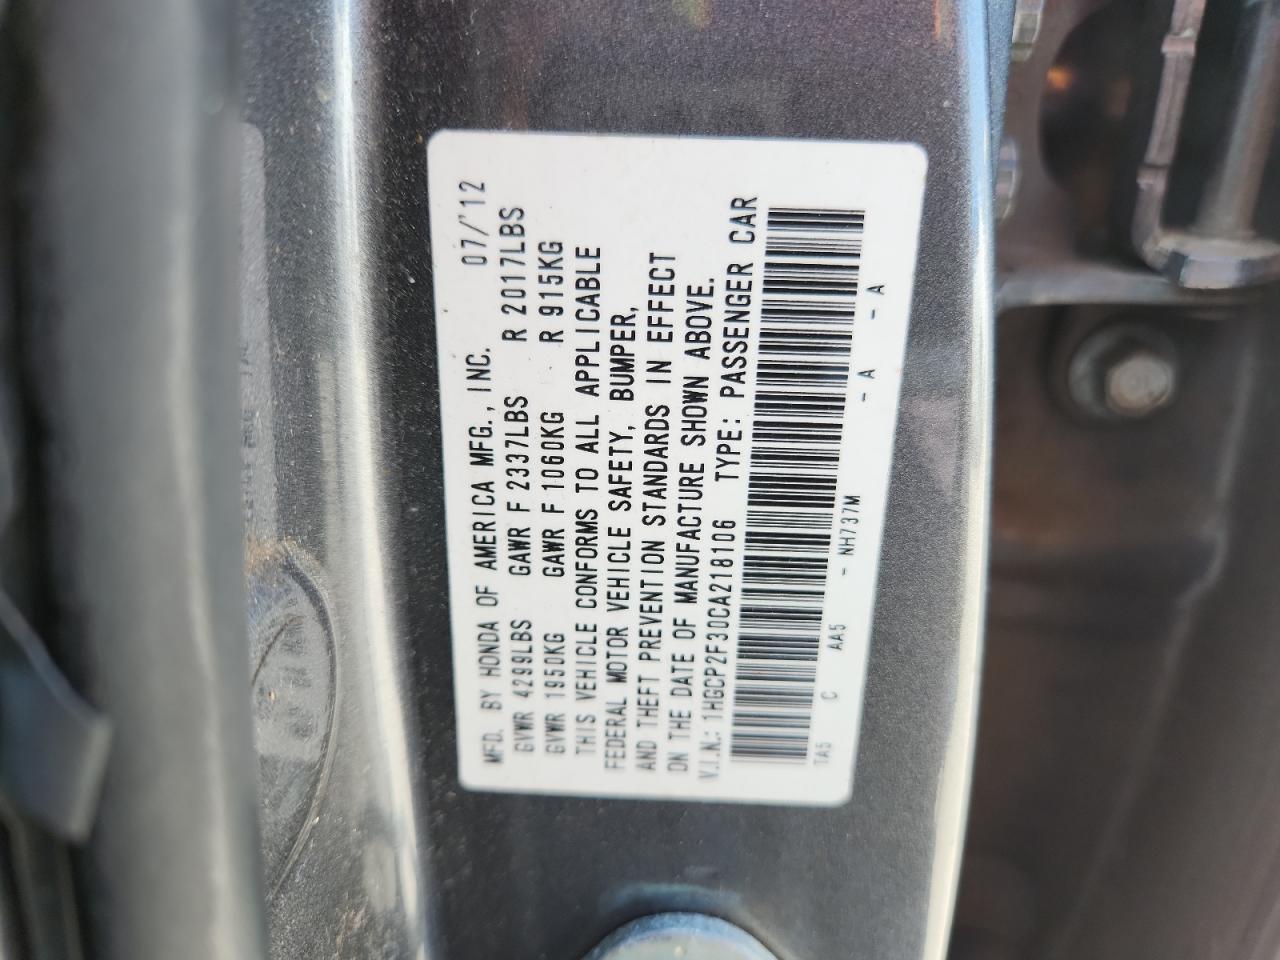 MFD. BY HONDA OF AMERICA MFG., INC. 07/'12
GVWR 4299LBS GAWR F 2337LBS R 2017LBS
GVWR 1950KG GAWR F 1060KG R 915KG
THIS VEHICLE CONFORMS TO ALL APPLICABLE
FEDERAL MOTOR VEHICLE SAFETY, BUMPER,
AND THEFT PREVENTION STANDARDS IN EFFECT
ON THE DATE OF MANUFACTURE SHOWN ABOVE.
V.I.N.: 1HGCP2F30CA218106 TYPE: PASSENGER CAR
TA5 C AA5 - NH737M - A - A